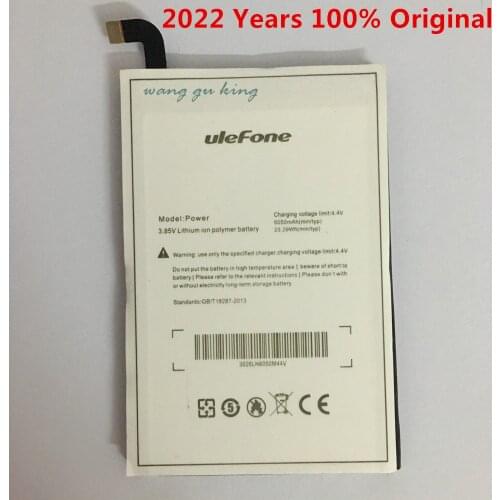 2022 Years 100% Original
wang gu king
ulefone
Model:Power
3.85V Lithium ion polymer battery
Charging voltage limit:4.4V
6050mAh(min/typ)
23.29Wh(min/typ)
Warning: use only the specified charger,charging voltage limit:4.4V
Do not put the battery in high temperature area | beware of short to
battery | Please refer to relevant instructions | Please don't with
or without electricity long-term storage battery
Standards:GB/T18287-2013
3026LH6050M44V
5
CE